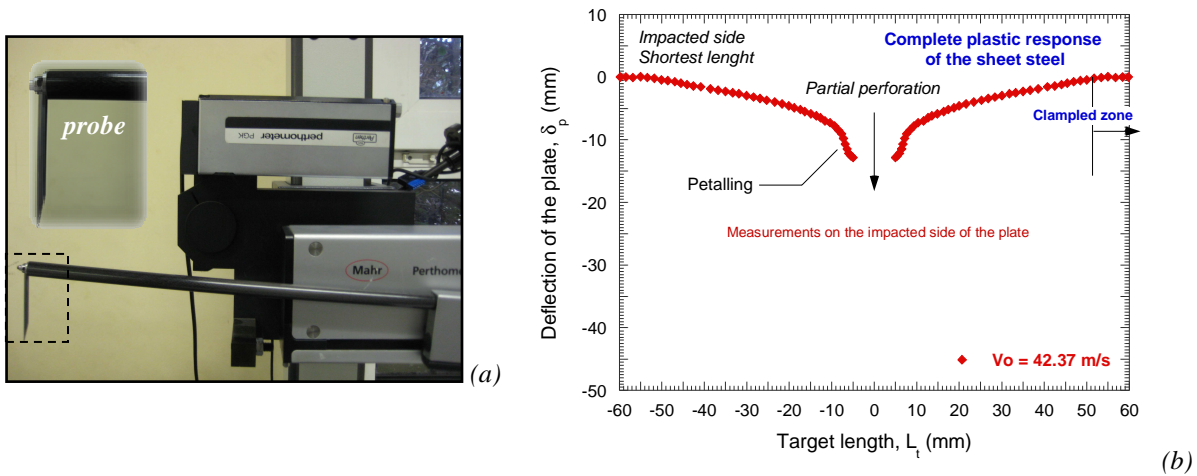 probe
perthometer
PGK
Mahr
Perthome
(a)
10
0
-10
-20
-30
-40
-50
Deflection of the plate, δp (mm)
Impacted side
Shortest lenght
Complete plastic response
of the sheet steel
Partial perforation
Clampled zone
Petalling
Measurements on the impacted side of the plate
Vo = 42.37 m/s
-60 -50 -40 -30 -20 -10 0 10 20 30 40 50 60
Target length, Lt (mm)
(b)